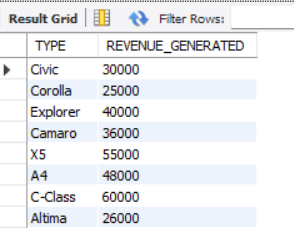 Result Grid Filter Rows:
TYPE REVENUE_GENERATED
Civic 30000
Corolla 25000
Explorer 40000
Camaro 36000
X5 55000
A4 48000
C-Class 60000
Altima 26000